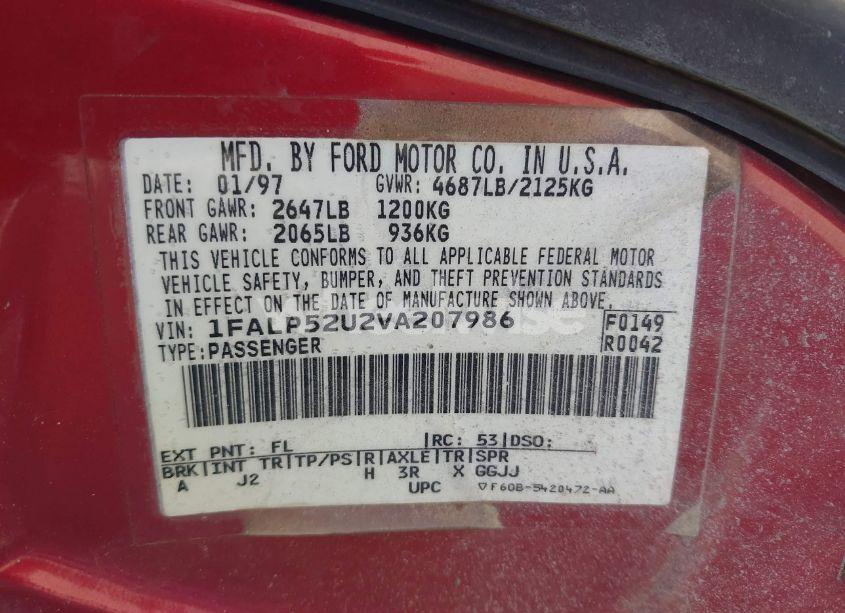 MFD. BY FORD MOTOR CO. IN U.S.A.
DATE: 01/97 GVWR: 4687LB/2125KG
FRONT GAWR: 2647LB 1200KG
REAR GAWR: 2065LB 936KG
THIS VEHICLE CONFORMS TO ALL APPLICABLE FEDERAL MOTOR
VEHICLE SAFETY, BUMPER, AND THEFT PREVENTION STANDARDS
IN EFFECT ON THE DATE OF MANUFACTURE SHOWN ABOVE.
VIN: 1FALP52U2VA207986 F0149
TYPE: PASSENGER R0042
EXT PNT: FL RC: 53 DSO:
BRK INT TR TP/PS R AXLE TR SPR
A J2 H 3R X GGJJ
UPC ▽F60B-5420472-AA